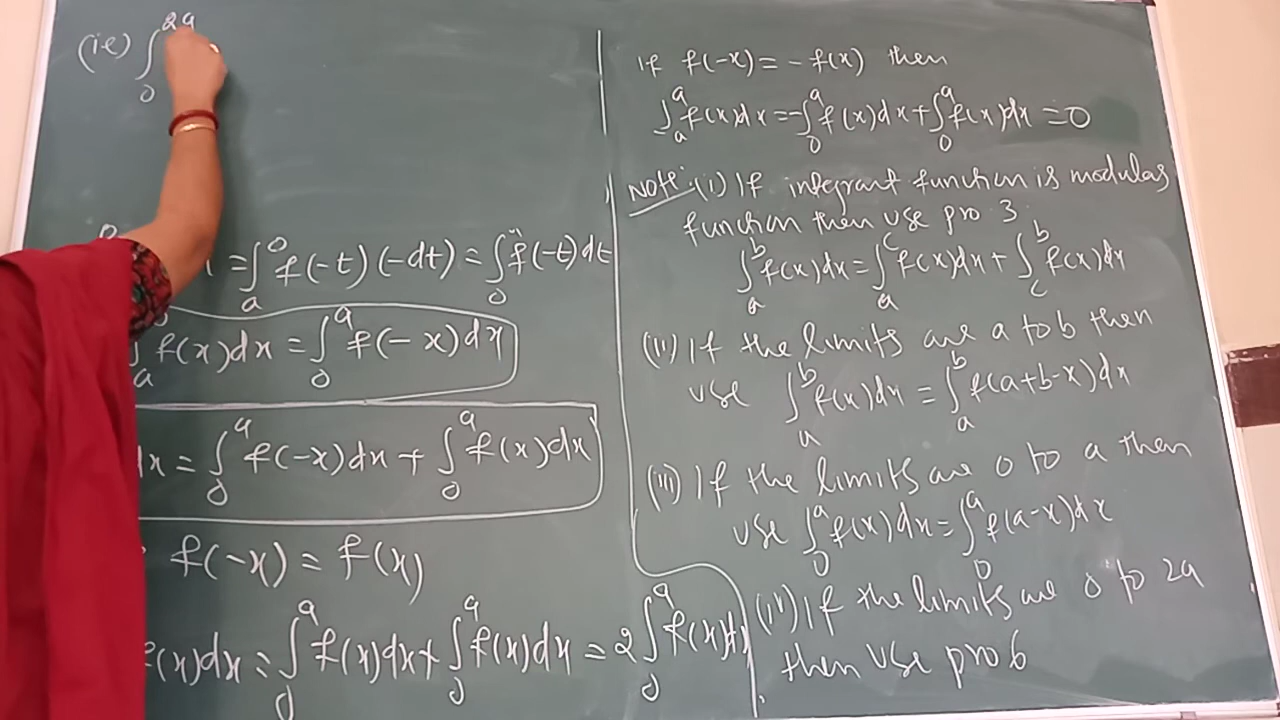 (ie) ∫₀²ᵃ
= ∫ₐ⁰ f(-t)(-dt) = ∫₀ᵃ f(-t)dt
∫ₐ⁰ f(x)dx = ∫₀ᵃ f(-x)dx
dx = ∫₀ᵃ f(-x)dx + ∫₀ᵃ f(x)dx
f(-x) = f(x)
f(x)dx = ∫₀ᵃ f(x)dx + ∫₀ᵃ f(x)dx = 2∫₀ᵃ f(x)d
If f(-x) = -f(x) then
∫ₐᵃ f(x)dx = -∫₀ᵃ f(x)dx + ∫₀ᵃ f(x)dx = 0
Note: (i) If integrant function is modulas
function then use pro 3.
∫ₐᵇ f(x)dx = ∫ₐᶜ f(x)dx + ∫꜀ᵇ f(x)dx
(ii) If the limits are a to b then
use ∫ₐᵇ f(x)dx = ∫ₐᵇ f(a+b-x)dx
(iii) If the limits are 0 to a then
use ∫₀ᵃ f(x)dx = ∫₀ᵃ f(a-x)dx
(iv) If the limits are 0 to 2a
then use pro 6